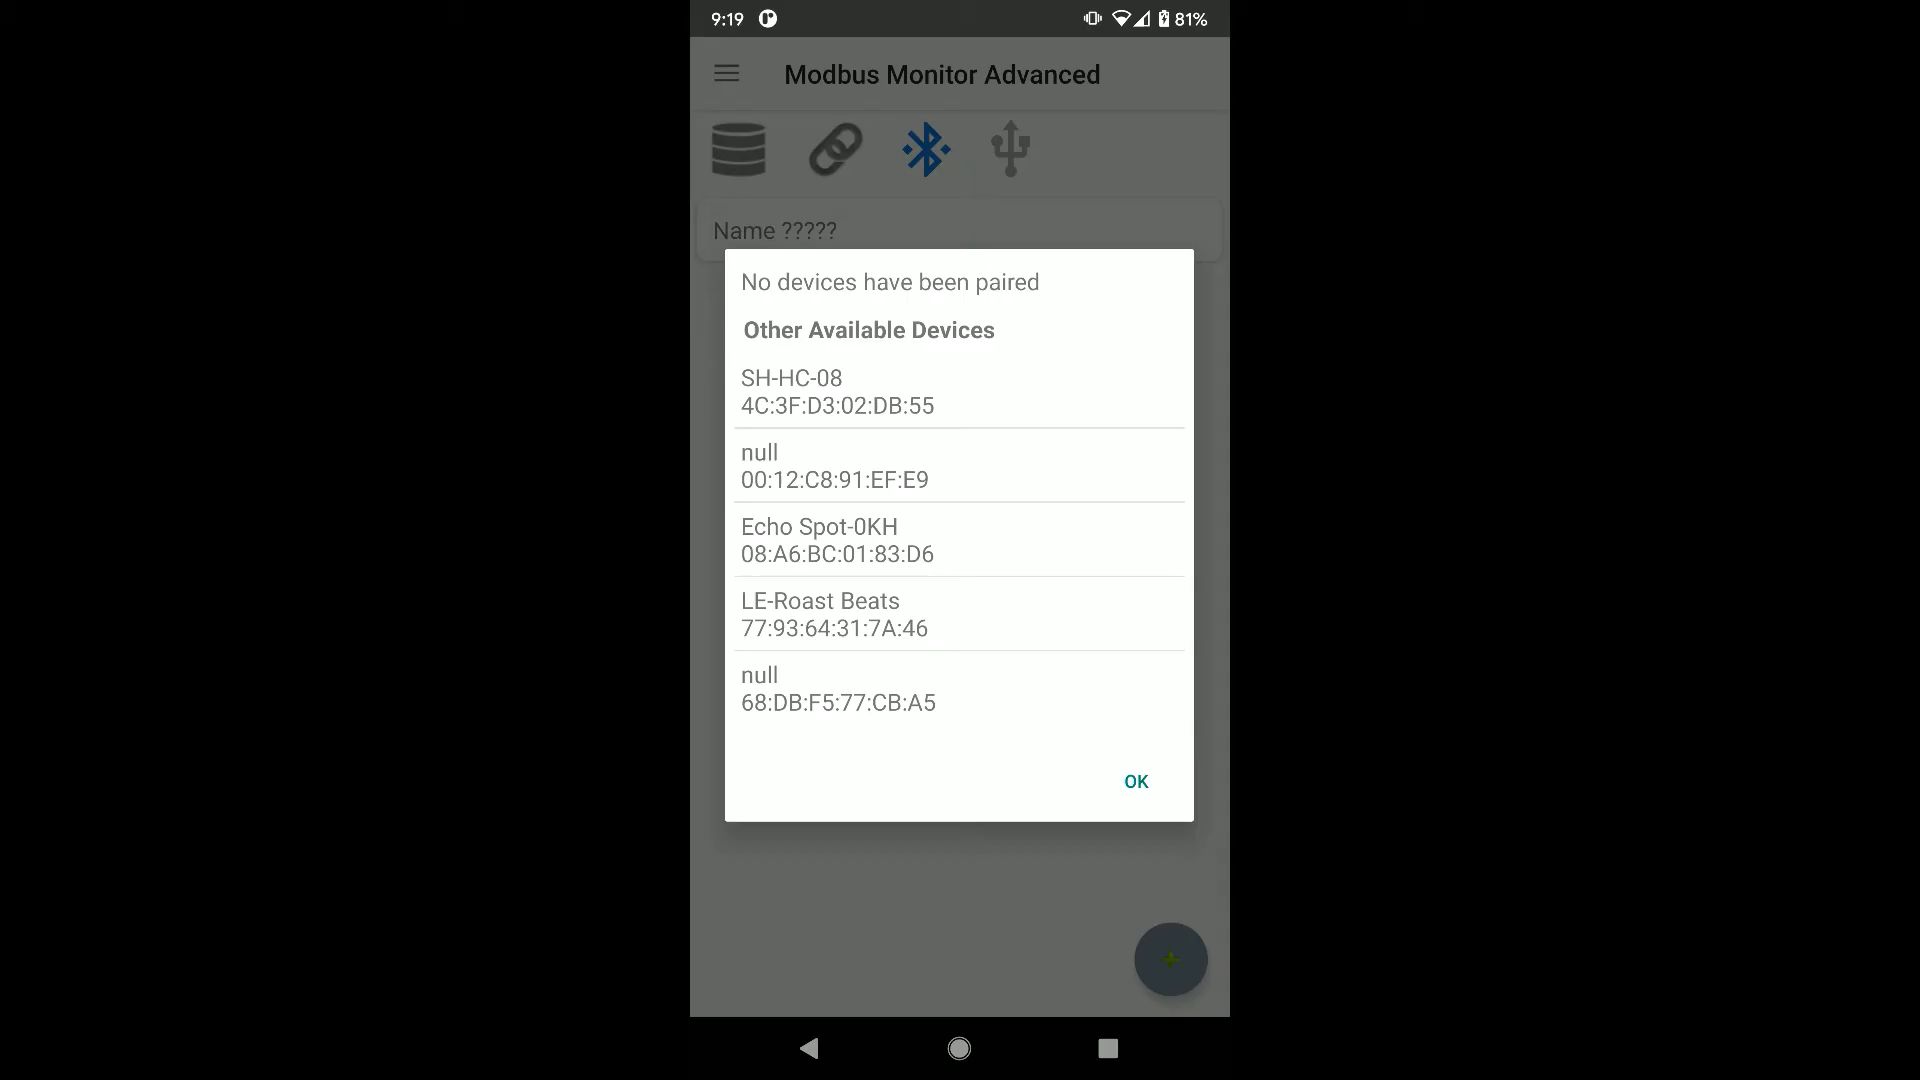 9:19
81%
Modbus Monitor Advanced
Name ?????
No devices have been paired
Other Available Devices
SH-HC-08
4C:3F:D3:02:DB:55
null
00:12:C8:91:EF:E9
Echo Spot-0KH
08:A6:BC:01:83:D6
LE-Roast Beats
77:93:64:31:7A:46
null
68:DB:F5:77:CB:A5
OK